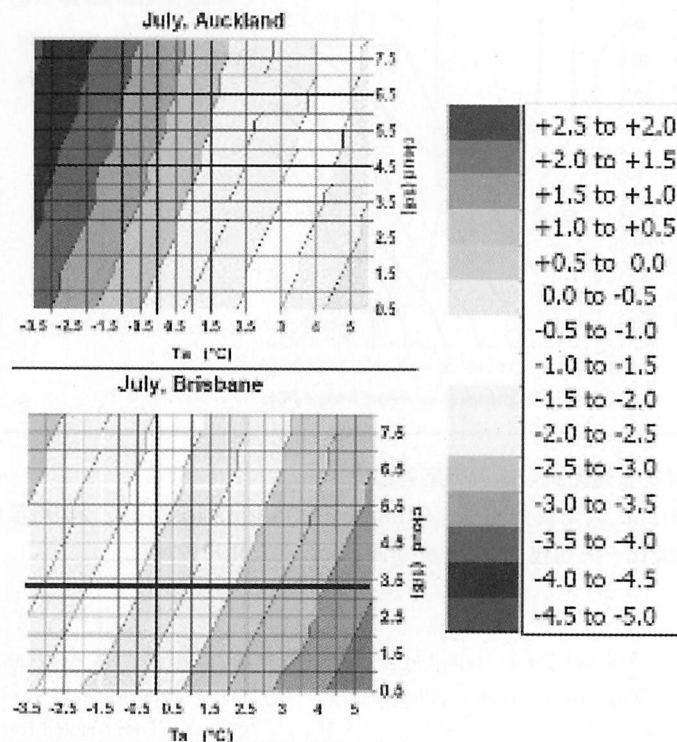 July, Auckland
7.5
6.5
5.5
4.5
3.5
2.5
1.5
0.5
cloud (1/8)
-3.5 -2.5 -1.5 -0.5 0.5 1.5 2.5 3 4 5
Ta (°C)
July, Brisbane
7.5
6.5
5.5
4.5
3.5
2.5
1.5
0.5
cloud (1/8)
-3.5 -2.5 -1.5 -0.5 0.5 1.5 2.5 3 4 5
Ta (°C)
+2.5 to +2.0
+2.0 to +1.5
+1.5 to +1.0
+1.0 to +0.5
+0.5 to 0.0
0.0 to -0.5
-0.5 to -1.0
-1.0 to -1.5
-1.5 to -2.0
-2.0 to -2.5
-2.5 to -3.0
-3.0 to -3.5
-3.5 to -4.0
-4.0 to -4.5
-4.5 to -5.0